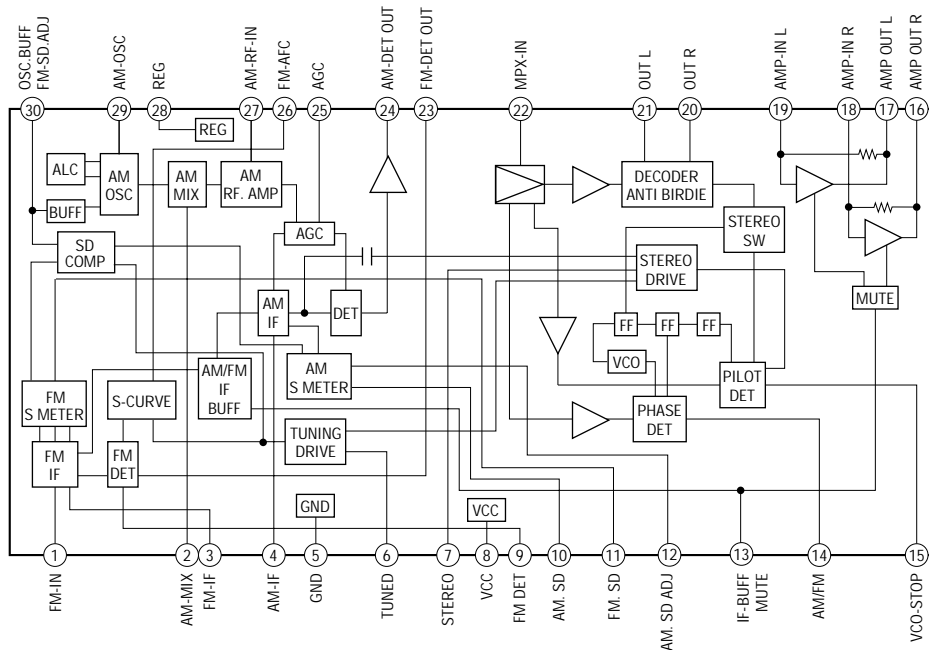 OSC.BUFF
FM-SD.ADJ
AM-OSC
REG
AM-RF-IN
FM-AFC
AGC
AM-DET OUT
FM-DET OUT
MPX-IN
OUT L
OUT R
AMP-IN L
AMP-IN R
AMP OUT L
AMP OUT R
30
29
28
27
26
25
24
23
22
21
20
19
18
17
16
REG
ALC
AM
OSC
AM
MIX
AM
RF. AMP
DECODER
ANTI BIRDIE
BUFF
AGC
STEREO
SW
SD
COMP
STEREO
DRIVE
MUTE
AM
IF
DET
FF
FF
FF
VCO
AM/FM
IF
BUFF
AM
S METER
PILOT
DET
FM
S METER
S-CURVE
PHASE
DET
TUNING
DRIVE
FM
IF
FM
DET
GND
VCC
1
2
3
4
5
6
7
8
9
10
11
12
13
14
15
FM-IN
AM-MIX
FM-IF
AM-IF
GND
TUNED
STEREO
VCC
FM DET
AM. SD
FM. SD
AM. SD ADJ
IF-BUFF
MUTE
AM/FM
VCO-STOP